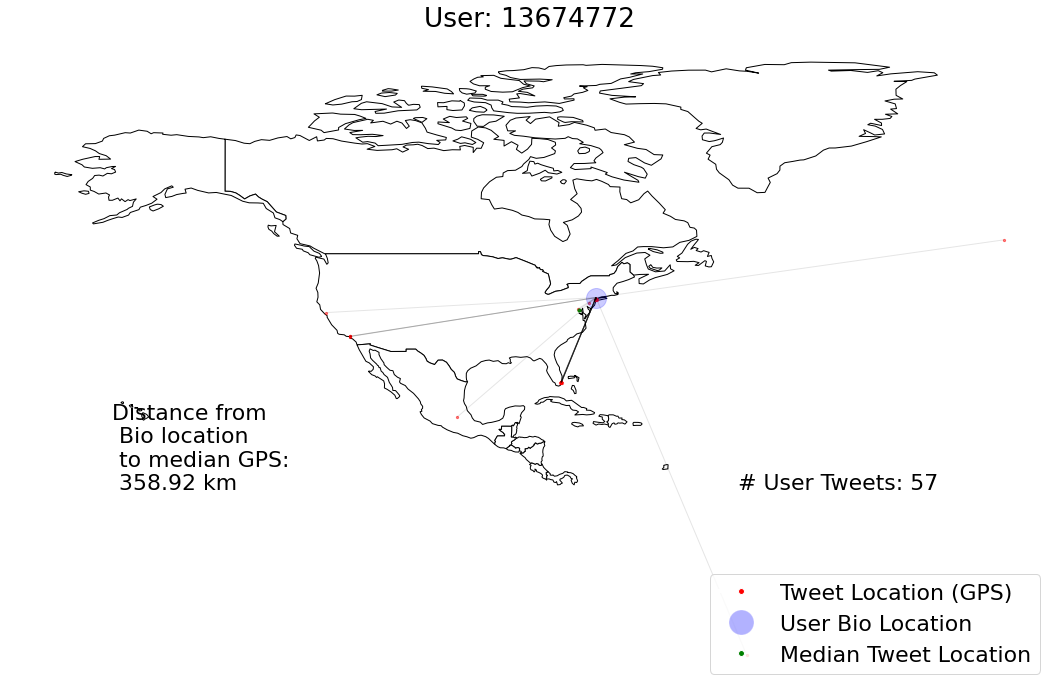 User: 13674772
Distance from
Bio location
to median GPS:
358.92 km
# User Tweets: 57
Tweet Location (GPS)
User Bio Location
Median Tweet Location